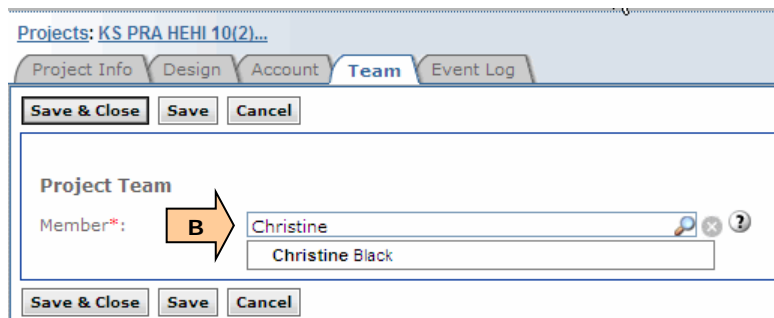 Projects: KS PRA HEHI 10(2)...
Project Info Design Account Team Event Log
Save & Close Save Cancel
Project Team
Member*: B Christine ?
Christine Black
Save & Close Save Cancel